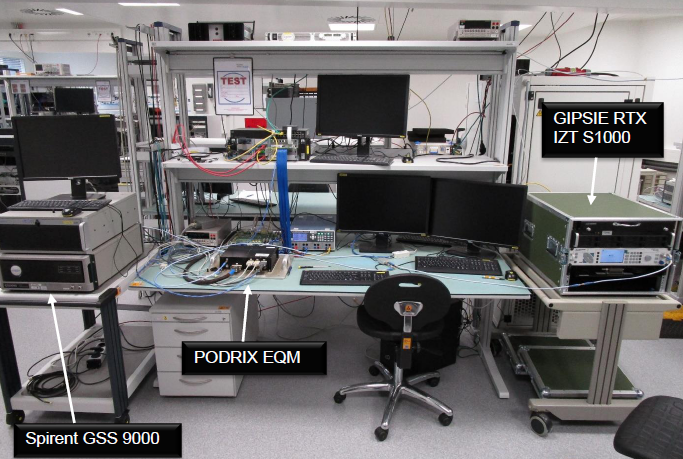 TEST
GIPSIE RTX
IZT S1000
PODRIX EQM
Spirent GSS 9000